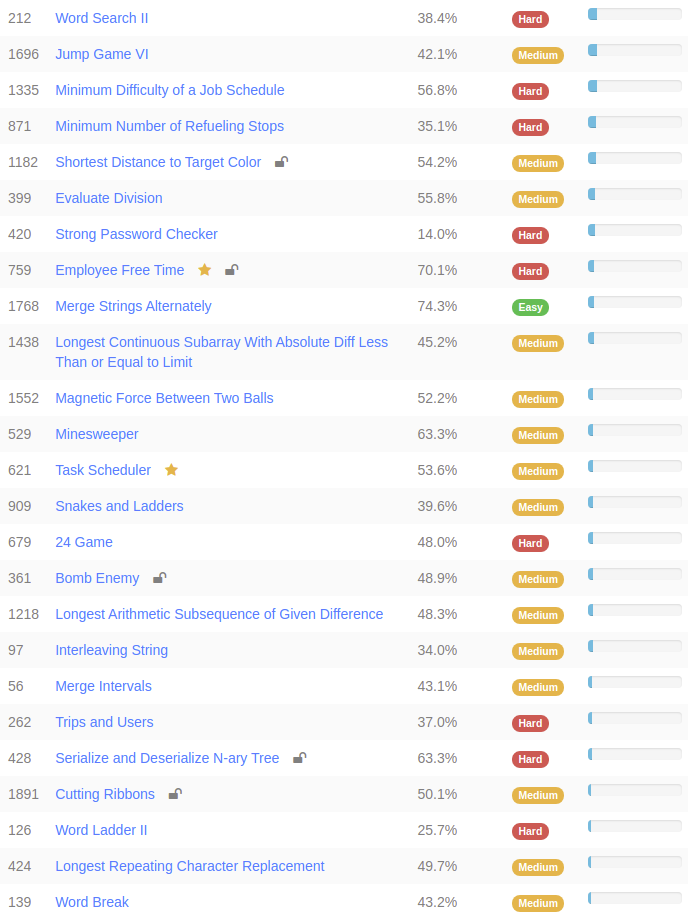 212 Word Search II 38.4% Hard
1696 Jump Game VI 42.1% Medium
1335 Minimum Difficulty of a Job Schedule 56.8% Hard
871 Minimum Number of Refueling Stops 35.1% Hard
1182 Shortest Distance to Target Color 54.2% Medium
399 Evaluate Division 55.8% Medium
420 Strong Password Checker 14.0% Hard
759 Employee Free Time 70.1% Hard
1768 Merge Strings Alternately 74.3% Easy
1438 Longest Continuous Subarray With Absolute Diff Less 45.2% Medium
Than or Equal to Limit
1552 Magnetic Force Between Two Balls 52.2% Medium
529 Minesweeper 63.3% Medium
621 Task Scheduler 53.6% Medium
909 Snakes and Ladders 39.6% Medium
679 24 Game 48.0% Hard
361 Bomb Enemy 48.9% Medium
1218 Longest Arithmetic Subsequence of Given Difference 48.3% Medium
97 Interleaving String 34.0% Medium
56 Merge Intervals 43.1% Medium
262 Trips and Users 37.0% Hard
428 Serialize and Deserialize N-ary Tree 63.3% Hard
1891 Cutting Ribbons 50.1% Medium
126 Word Ladder II 25.7% Hard
424 Longest Repeating Character Replacement 49.7% Medium
139 Word Break 43.2% Medium